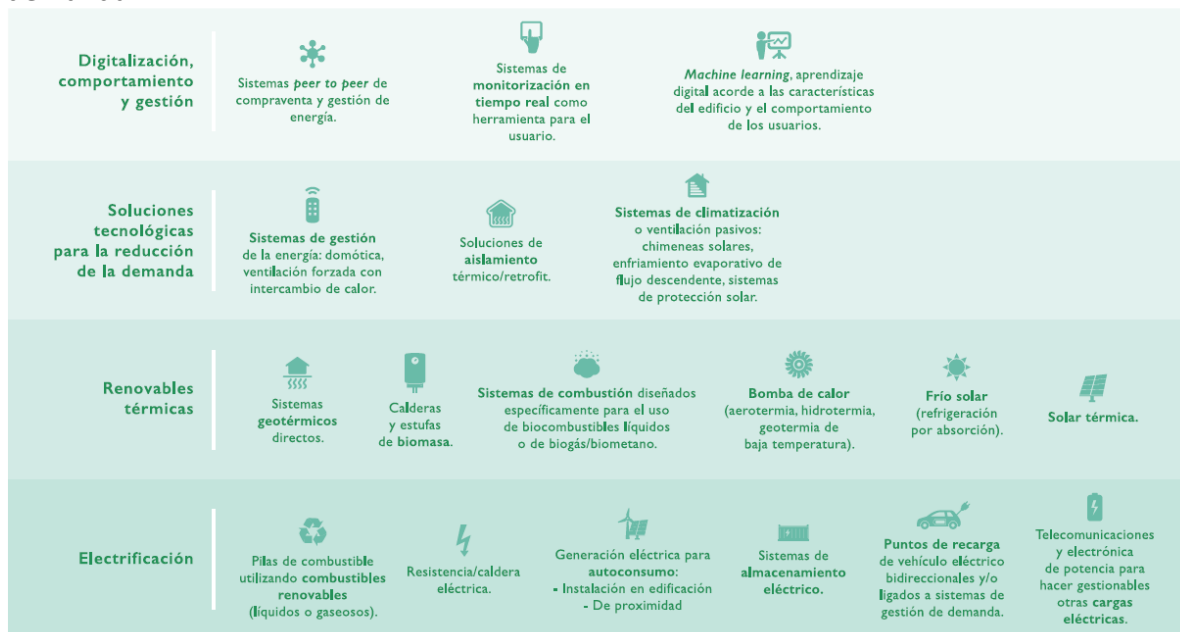 Digitalización,
comportamiento
y gestión
Sistemas peer to peer de
compraventa y gestión de
energía.
Sistemas de
monitorización en
tiempo real como
herramienta para el
usuario.
Machine learning, aprendizaje
digital acorde a las características
del edificio y el comportamiento
de los usuarios.
Soluciones
tecnológicas
para la reducción
de la demanda
Sistemas de gestión
de la energía: domótica,
ventilación forzada con
intercambio de calor.
Soluciones de
aislamiento
térmico/retrofit.
Sistemas de climatización
o ventilación pasivos:
chimeneas solares,
enfriamiento evaporativo de
flujo descendente, sistemas
de protección solar.
Renovables
térmicas
Sistemas
geotérmicos
directos.
Calderas
y estufas
de biomasa.
Sistemas de combustión diseñados
específicamente para el uso
de biocombustibles líquidos
o de biogás/biometano.
Bomba de calor
(aerotermia, hidrotermia,
geotermia de
baja temperatura).
Frío solar
(refrigeración
por absorción).
Solar térmica.
Electrificación
Pilas de combustible
utilizando combustibles
renovables
(líquidos o gaseosos).
Resistencia/caldera
eléctrica.
Generación eléctrica para
autoconsumo:
- Instalación en edificación
- De proximidad
Sistemas de
almacenamiento
eléctrico.
Puntos de recarga
de vehículo eléctrico
bidireccionales y/o
ligados a sistemas de
gestión de demanda.
Telecomunicaciones
y electrónica
de potencia para
hacer gestionables
otras cargas
eléctricas.